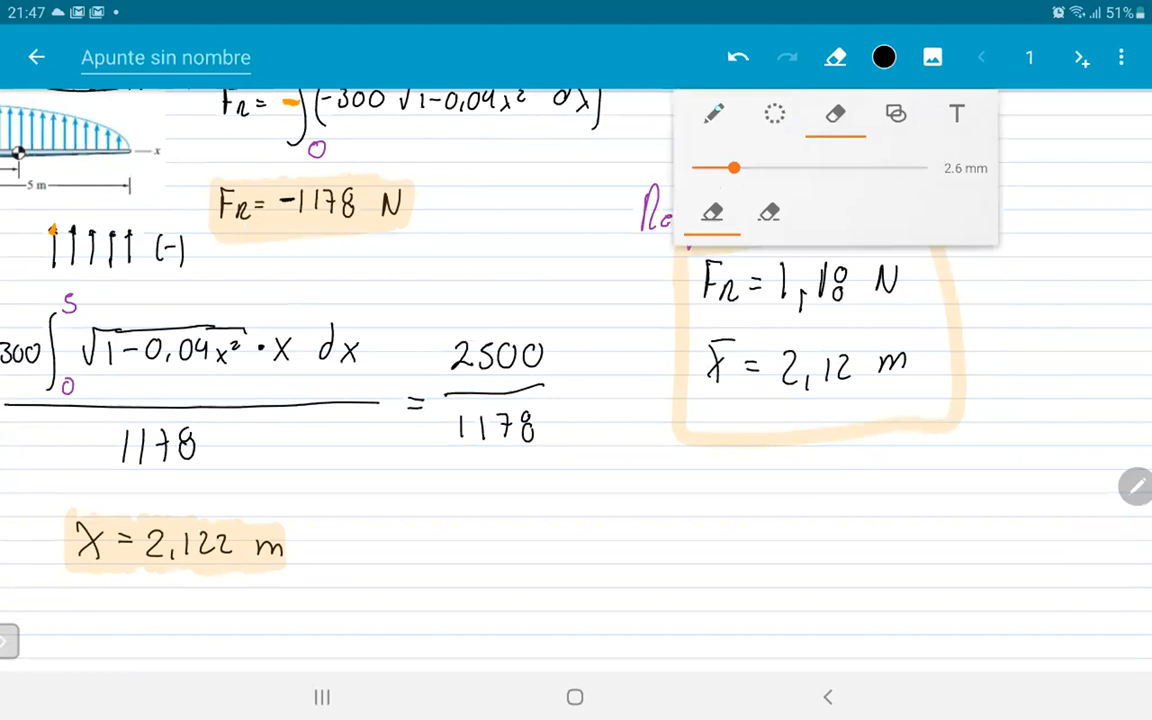 21:47
51%
Apunte sin nombre
1
T
2.6 mm
FR = -∫ (-300 √1-0,04x² dx)
0
x
5 m
FR = -1178 N
(-)
Re
FR = 1,18 N
x̄ = 2,12 m
5
300 ∫ √1-0,04x² · x dx = 2500
0
1178 1178
x = 2,122 m